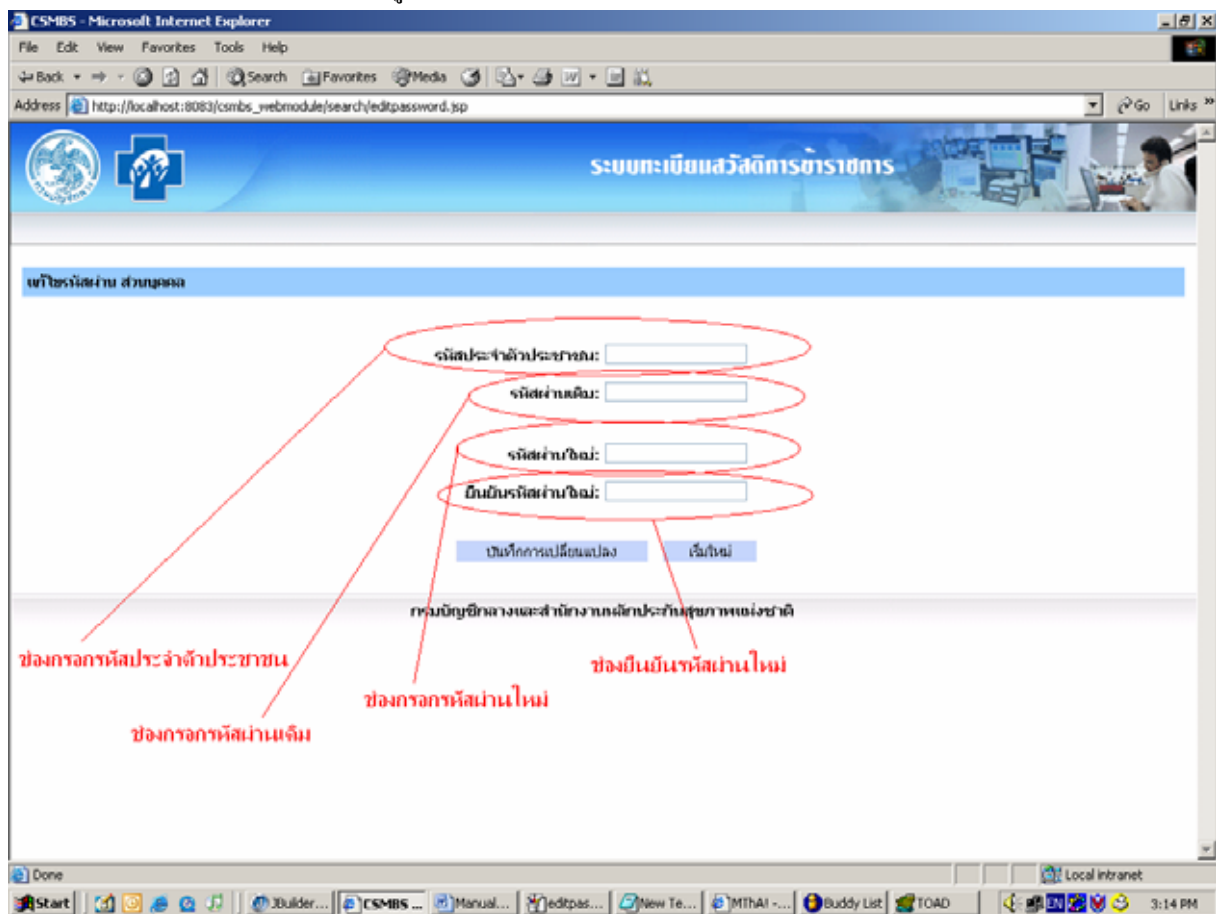 CSMBS - Microsoft Internet Explorer
File Edit View Favorites Tools Help
Back Search Favorites Media
Address http://localhost:8083/csmbs_webmodule/search/editpassword.jsp Go Links »
ระบบทะเบียนสวัสดิการข้าราชการ
แก้ไขรหัสผ่าน ส่วนบุคคล
รหัสประจำตัวประชาชน:
รหัสผ่านเดิม:
รหัสผ่านใหม่:
ยืนยันรหัสผ่านใหม่:
บันทึกการเปลี่ยนแปลง เริ่มใหม่
กรมบัญชีกลางและสำนักงานหลักประกันสุขภาพแห่งชาติ
ช่องกรอกรหัสประจำตัวประชาชน
ช่องยืนยันรหัสผ่านใหม่
ช่องกรอกรหัสผ่านใหม่
ช่องกรอกรหัสผ่านเดิม
Done Local intranet
Start JBuilder... CSMBS ... Manual... editpas... New Te... MThAI -... Buddy List TOAD EN 3:14 PM